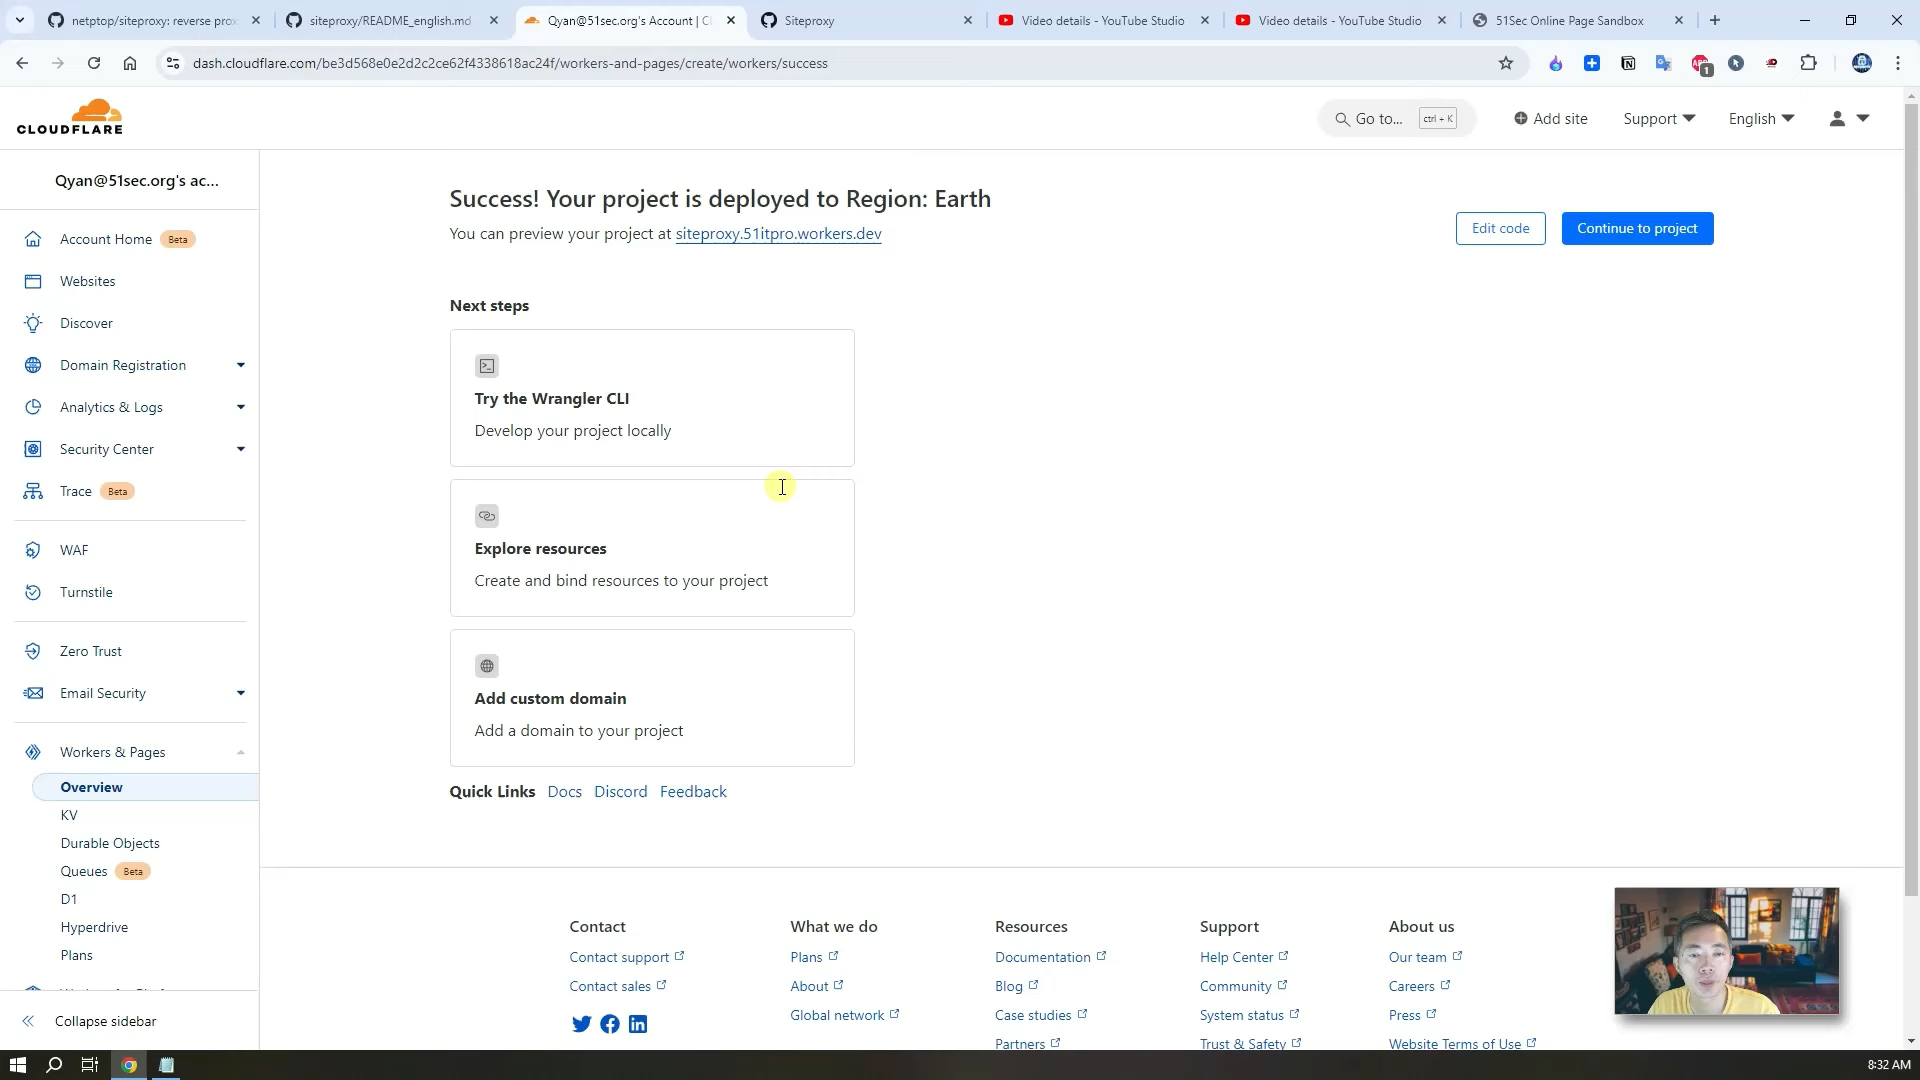 netptop/siteproxy: reverse prox
siteproxy/README_english.md
Qyan@51sec.org's Account | Cl
Siteproxy
Video details - YouTube Studio
Video details - YouTube Studio
51Sec Online Page Sandbox
dash.cloudflare.com/be3d568e0e2d2c2ce62f4338618ac24f/workers-and-pages/create/workers/success
1
CLOUDFLARE
Go to...
ctrl + K
Add site
Support
English
Qyan@51sec.org's ac...
Account Home Beta
Websites
Discover
Domain Registration
Analytics & Logs
Security Center
Trace Beta
WAF
Turnstile
Zero Trust
Email Security
Workers & Pages
Overview
KV
Durable Objects
Queues Beta
D1
Hyperdrive
Plans
Collapse sidebar
Success! Your project is deployed to Region: Earth
You can preview your project at siteproxy.51itpro.workers.dev
Edit code
Continue to project
Next steps
Try the Wrangler CLI
Develop your project locally
Explore resources
Create and bind resources to your project
Add custom domain
Add a domain to your project
Quick Links Docs Discord Feedback
Contact
Contact support
Contact sales
What we do
Plans
About
Global network
Resources
Documentation
Blog
Case studies
Partners
Support
Help Center
Community
System status
Trust & Safety
About us
Our team
Careers
Press
Website Terms of Use
8:32 AM